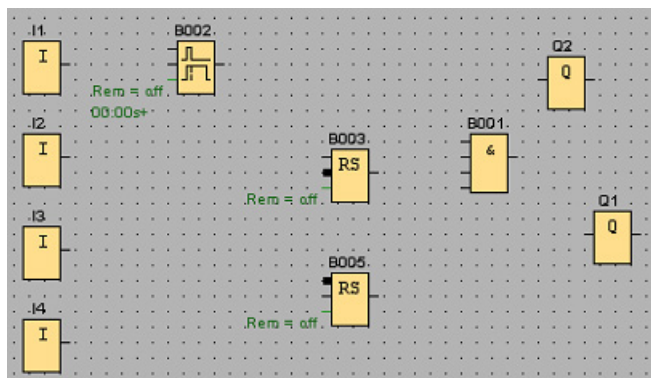 I1
I
B002
Rem = off
00:00s+
Q2
Q
I2
I
B003
RS
Rem = off
B001
&
Q1
Q
I3
I
B005
RS
Rem = off
I4
I